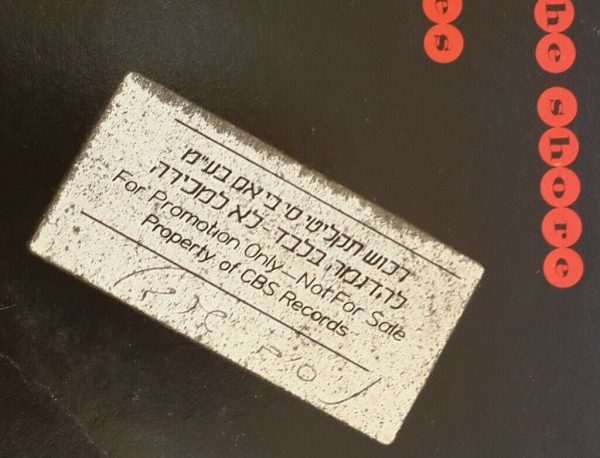 רכוש תקליטי סי בי אס בע״מ
להדגמה בלבד - לא למכירה
For Promotion Only—Not For Sale
Property of CBS Records
es
he shore